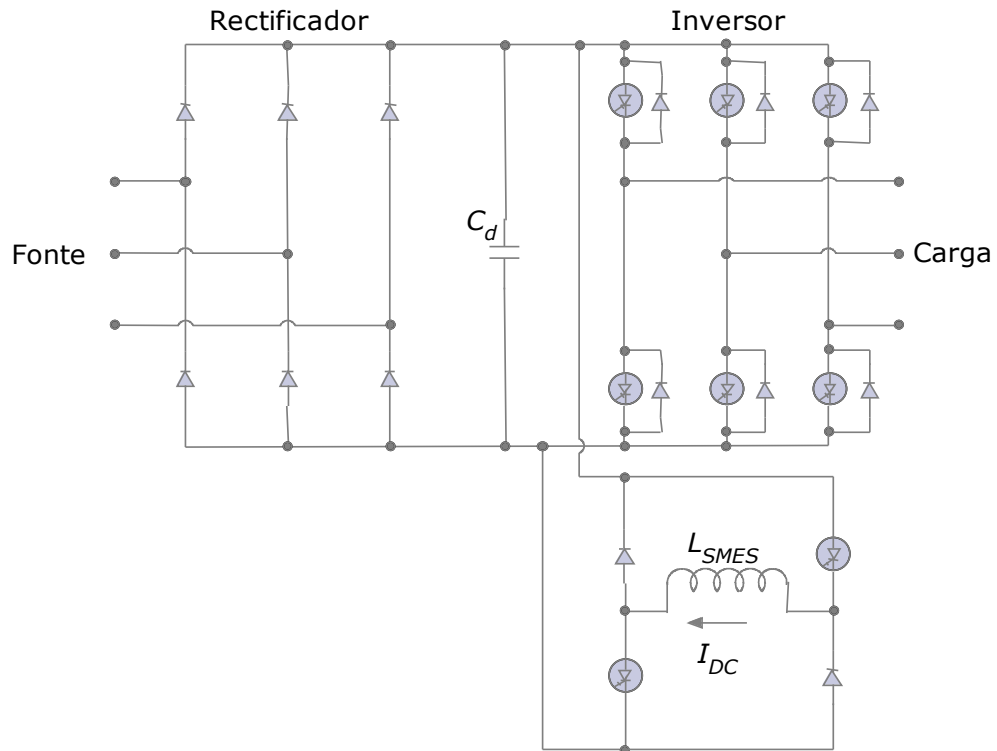 Rectificador
Inversor
C_d
Fonte
Carga
L_SMES
I_DC